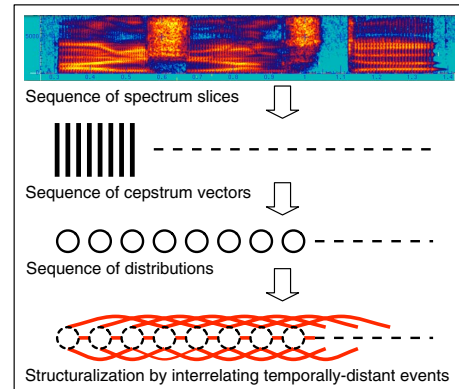 Sequence of spectrum slices
Sequence of cepstrum vectors
Sequence of distributions
Structuralization by interrelating temporally-distant events